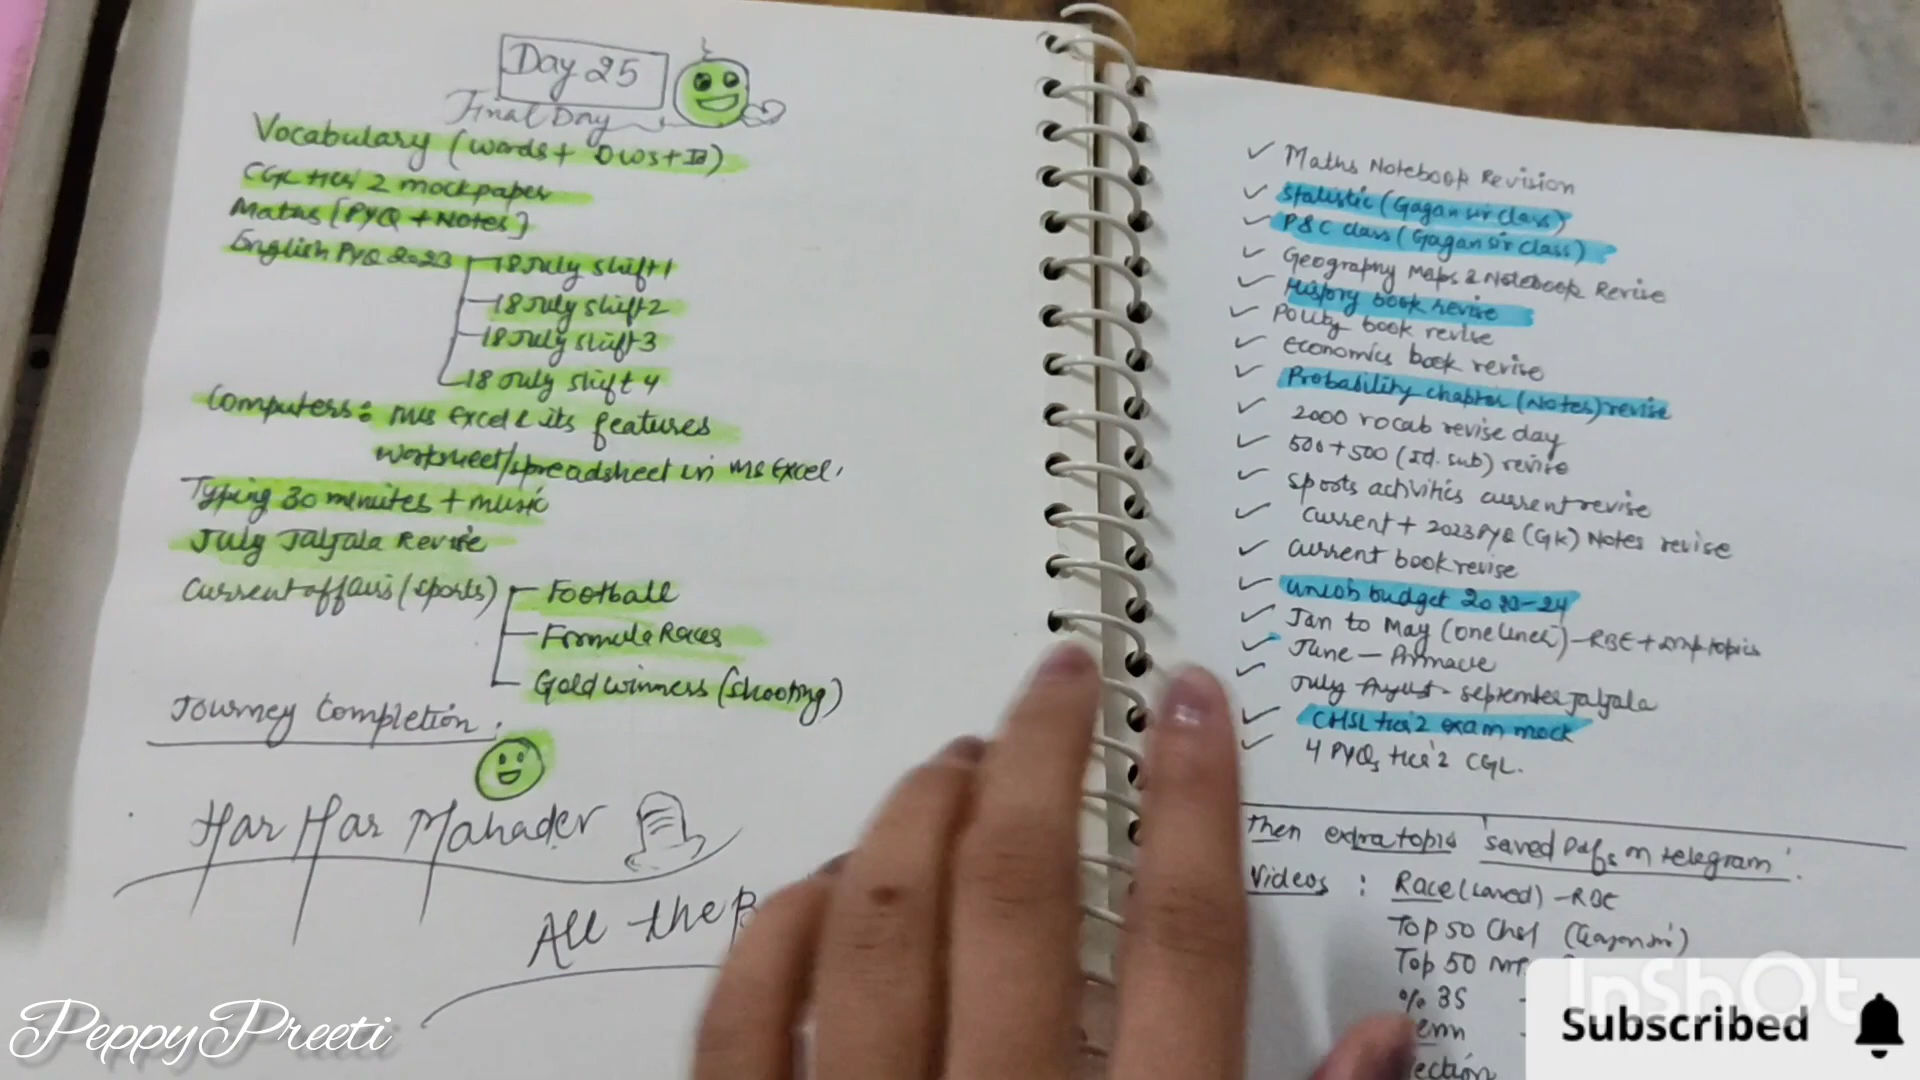 Day 25
Final Day
Vocabulary (words + OWS + ID)
CGL tier 2 mockpaper
Maths [PYQ + Notes]
English PYQ 2023
18 July shift 1
18 July shift 2
18 July shift 3
18 July shift 4
Computers: MS Excel & its features
worksheet/spreadsheet in MS Excel.
Typing 30 minutes + music
July Jaljala Revise
Current affairs (sports)
Football
Formula Races
Gold winners (shooting)
Journey Completion.
Har Har Mahadev
All the B
PeppyPreeti
✓ Maths Notebook Revision
✓ Statistic (Gagan sir class)
✓ P&C class (Gagan sir class)
✓ Geography Maps & Notebook Revise
✓ History book revise
✓ Polity book revise
✓ Economics book revise
✓ Probability chapter (Notes) revise
✓ 2000 vocab revise day
✓ 500 + 500 (Id. sub) revise
✓ sports activities current revise
✓ Current + 2023 PYQ (GK) Notes revise
✓ Current book revise
✓ budget 2023-24
✓ Jan to May (one liner) - RBE + Imp topics
✓ June - Pinnacle
✓ July August - september Jaljala
✓ CHSL tier 2 exam mock
✓ 4 PYQs tier 2 CGL.
Then extra topic 'saved Pdfs on telegram'.
Videos : Race - RBE
Top 50 Chsl (Gagan sir)
Top 50
% 3S
InShOt
Subscribed